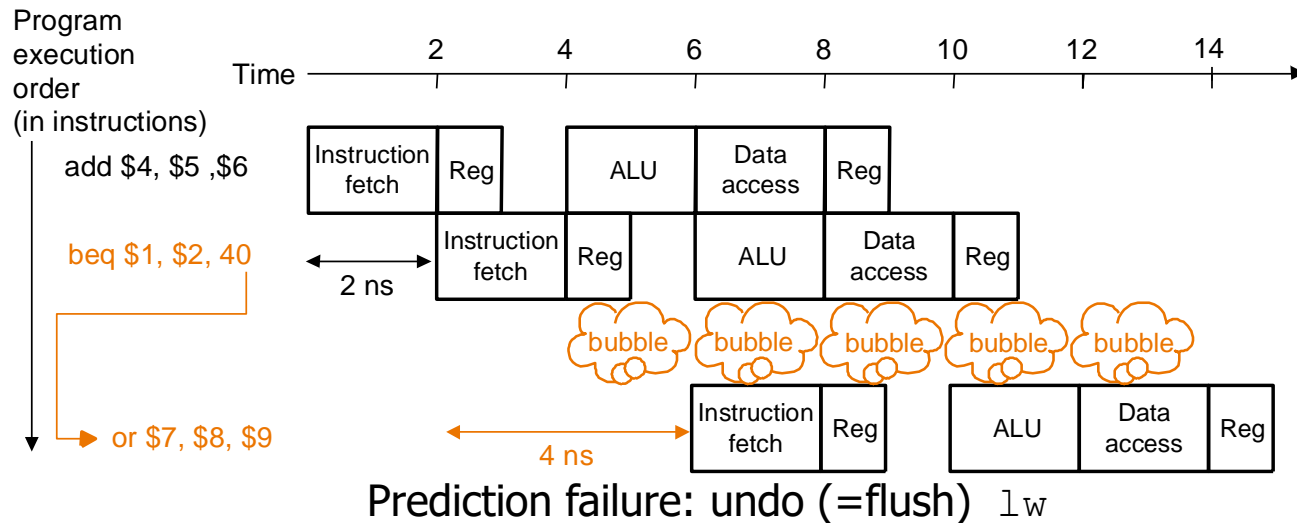 Program
execution
order
(in instructions)
Time
2 4 6 8 10 12 14
add $4, $5 ,$6
Instruction
fetch
Reg
ALU
Data
access
Reg
beq $1, $2, 40
2 ns
Instruction
fetch
Reg
ALU
Data
access
Reg
bubble bubble bubble bubble bubble
or $7, $8, $9
4 ns
Instruction
fetch
Reg
ALU
Data
access
Reg
Prediction failure: undo (=flush) lw